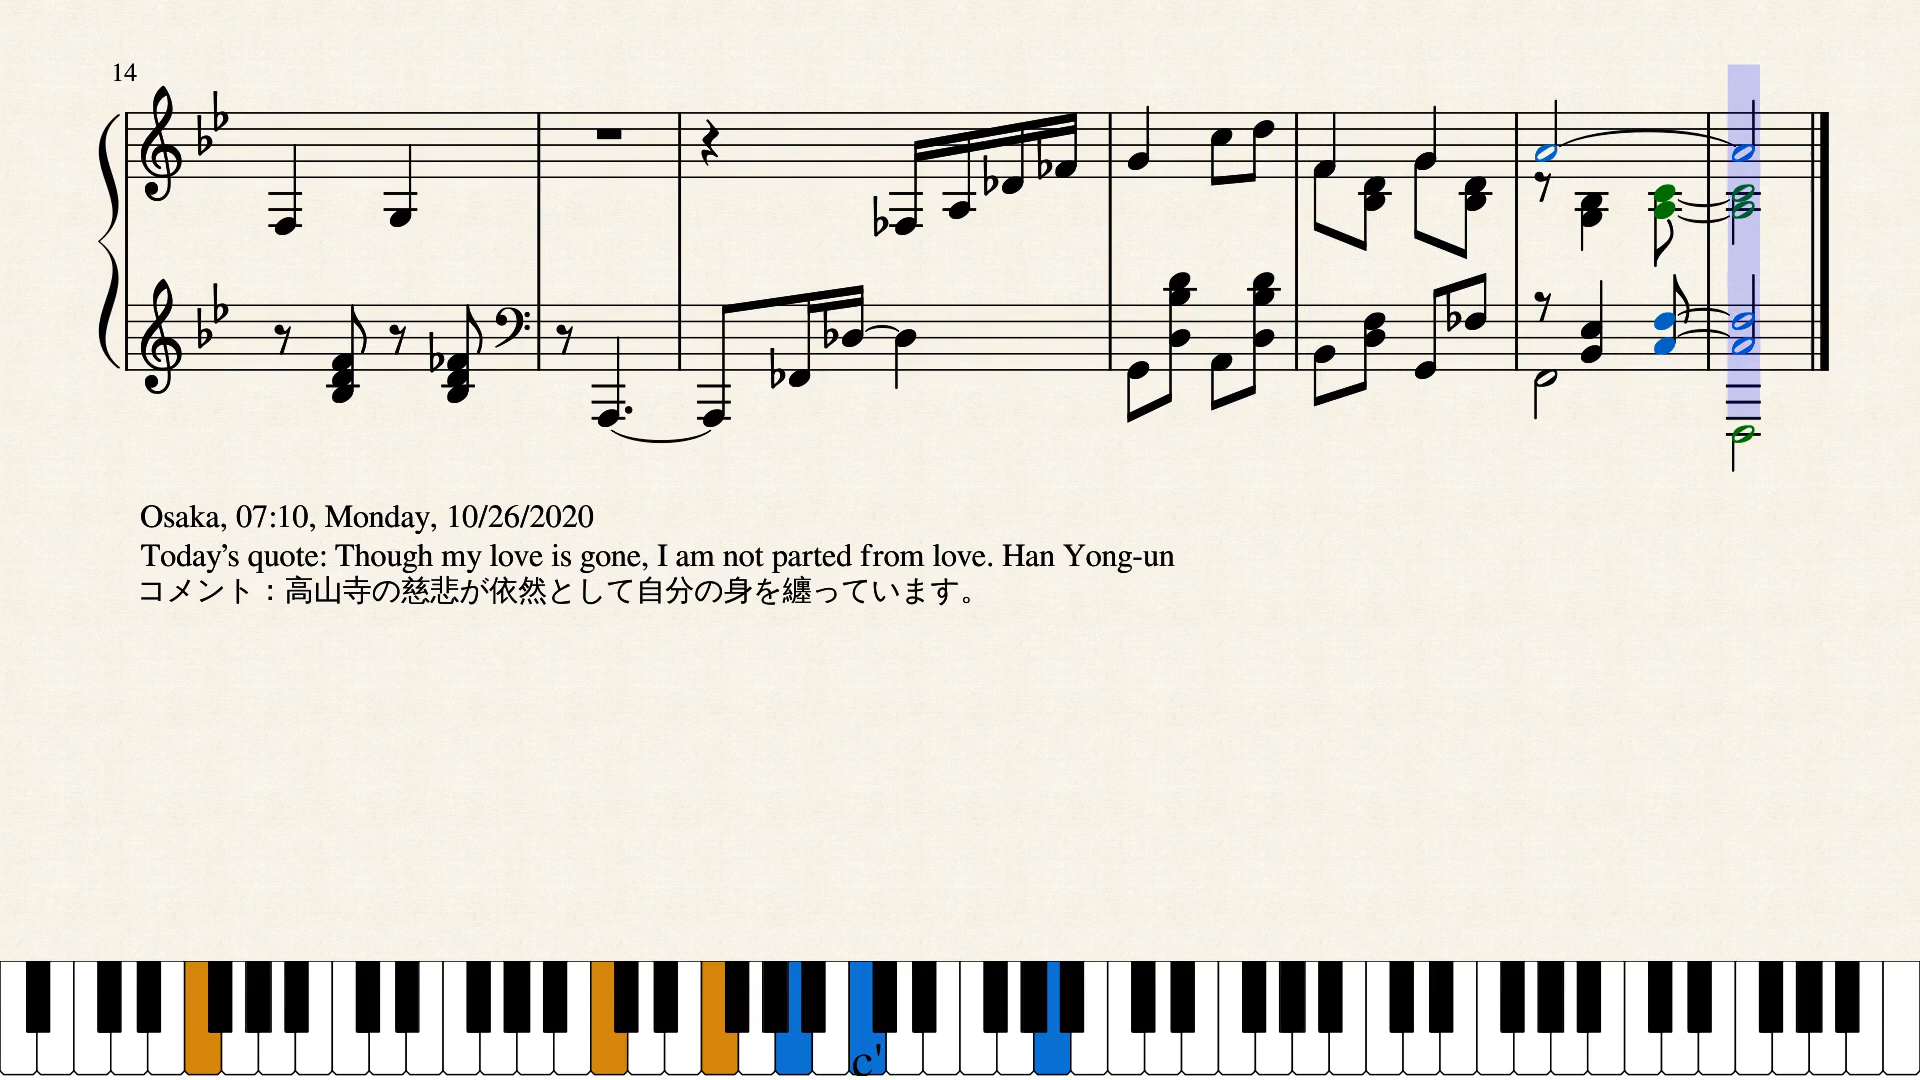 14
Osaka, 07:10, Monday, 10/26/2020
Today’s quote: Though my love is gone, I am not parted from love. Han Yong-un
コメント：高山寺の慈悲が依然として自分の身を纏っています。
c'